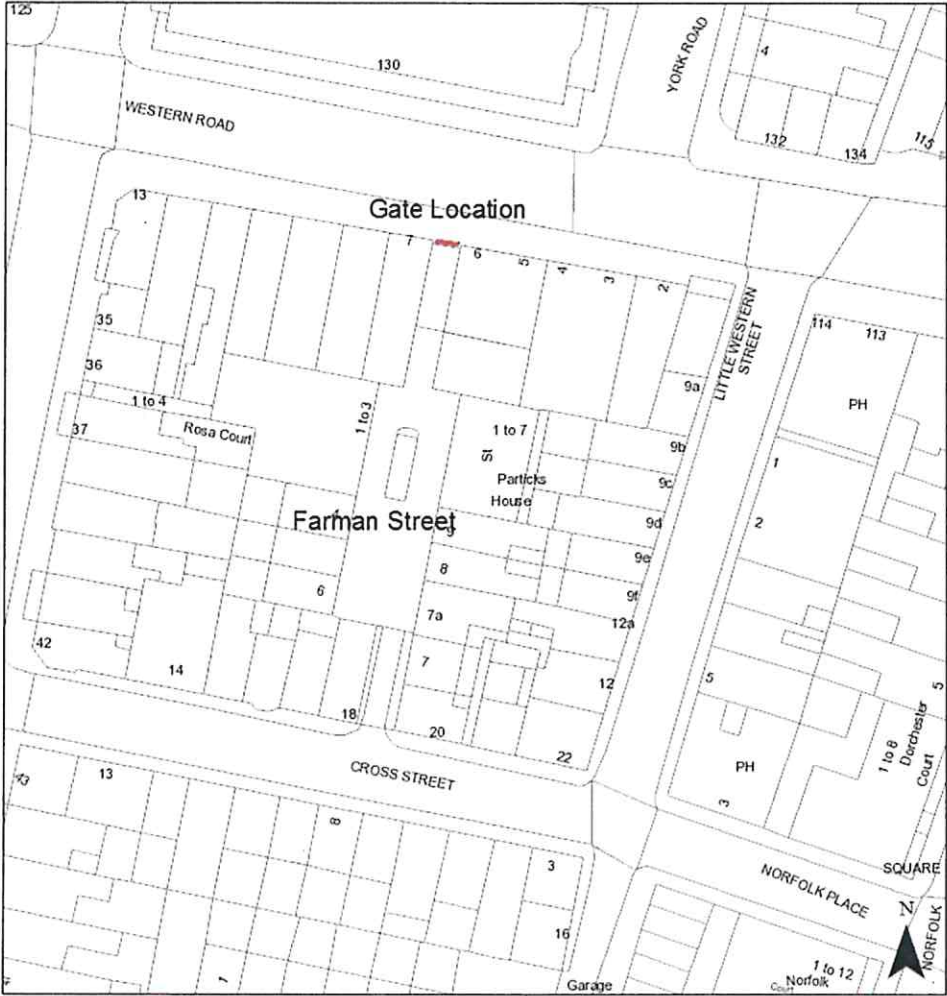 125
130
YORK ROAD
4
WESTERN ROAD
132
134
115
13
Gate Location
7
6
5
4
3
2
LITTLE WESTERN
STREET
114
113
35
36
1 to 4
9a
PH
37
Rosa Court
1 to 3
1 to 7
St
Particks
House
9b
9c
1
2
Farman Street
9
9d
8
9e
6
9f
7a
12a
42
14
7
12
5
5
18
20
22
1 to 8
Dorchester
Court
PH
3
CROSS STREET
43
13
8
3
SQUARE
NORFOLK PLACE
N
NORFOLK
16
1
Garage
1 to 12
Norfolk
Court